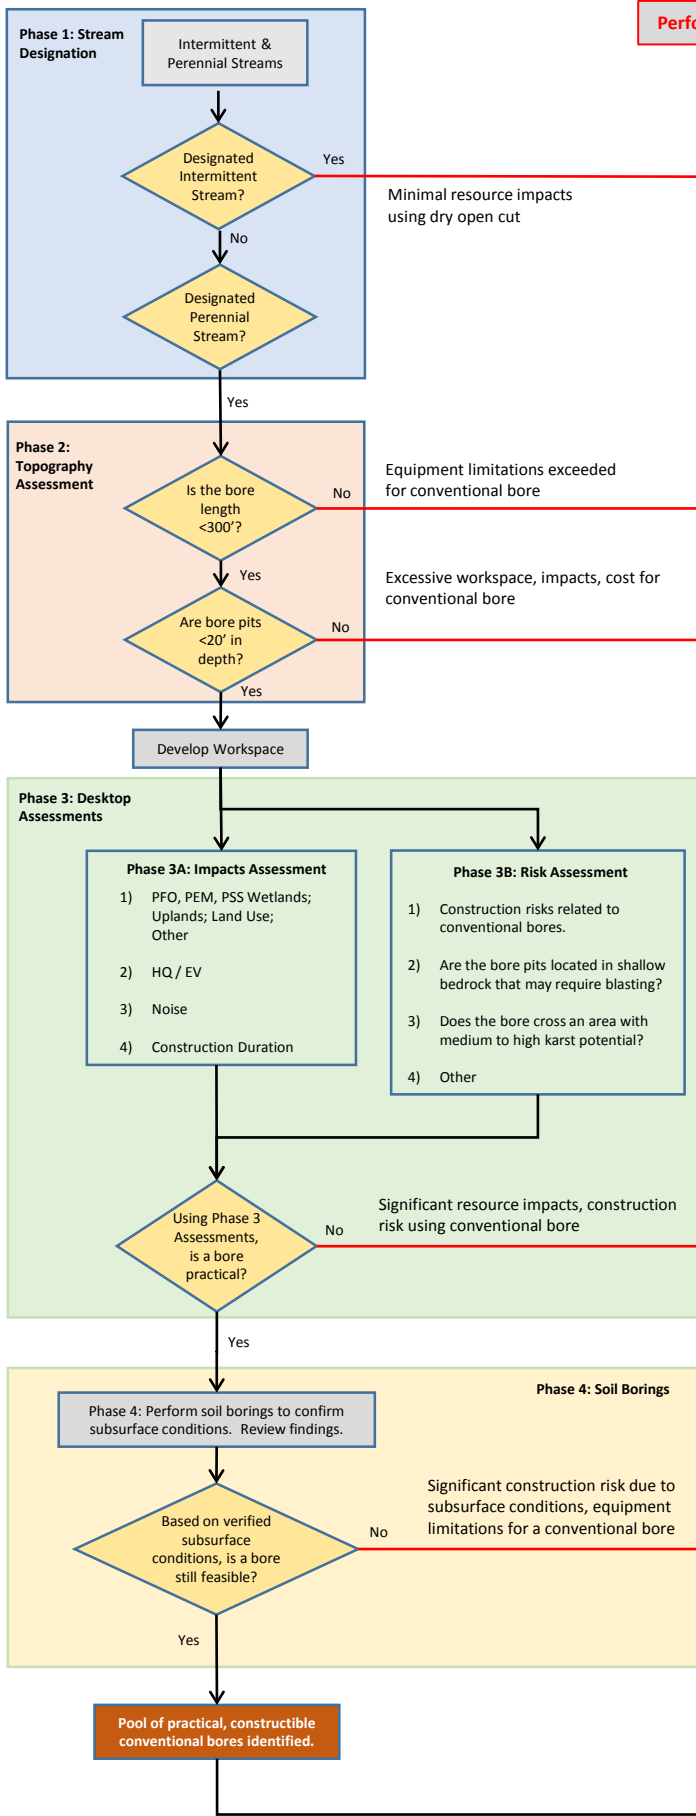 Phase 1: Stream
Designation
Perfo
Intermittent &
Perennial Streams
Designated
Intermittent
Stream?
Yes
Minimal resource impacts
using dry open cut
No
Designated
Perennial
Stream?
Yes
Phase 2:
Topography
Assessment
Is the bore
length
<300'?
No
Equipment limitations exceeded
for conventional bore
Yes
Excessive workspace, impacts, cost for
conventional bore
Are bore pits
<20' in
depth?
No
Yes
Develop Workspace
Phase 3: Desktop
Assessments
Phase 3A: Impacts Assessment
1) PFO, PEM, PSS Wetlands;
Uplands; Land Use;
Other
2) HQ / EV
3) Noise
4) Construction Duration
Phase 3B: Risk Assessment
1) Construction risks related to
conventional bores.
2) Are the bore pits located in shallow
bedrock that may require blasting?
3) Does the bore cross an area with
medium to high karst potential?
4) Other
Using Phase 3
Assessments,
is a bore
practical?
No
Significant resource impacts, construction
risk using conventional bore
Yes
Phase 4: Soil Borings
Phase 4: Perform soil borings to confirm
subsurface conditions. Review findings.
Based on verified
subsurface
conditions, is a bore
still feasible?
No
Significant construction risk due to
subsurface conditions, equipment
limitations for a conventional bore
Yes
Pool of practical, constructible
conventional bores identified.